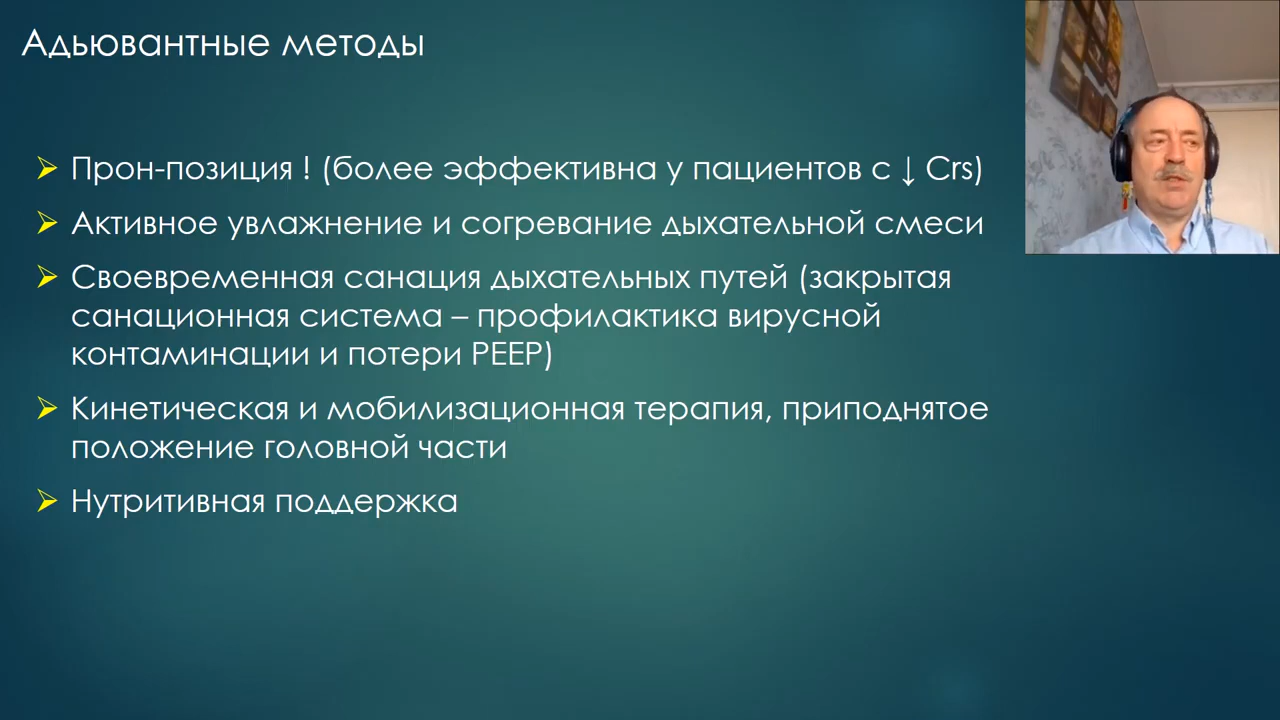 Адьювантные методы
Прон-позиция ! (более эффективна у пациентов с ↓ Crs)
Активное увлажнение и согревание дыхательной смеси
Своевременная санация дыхательных путей (закрытая
санационная система – профилактика вирусной
контаминации и потери PEEP)
Кинетическая и мобилизационная терапия, приподнятое
положение головной части
Нутритивная поддержка